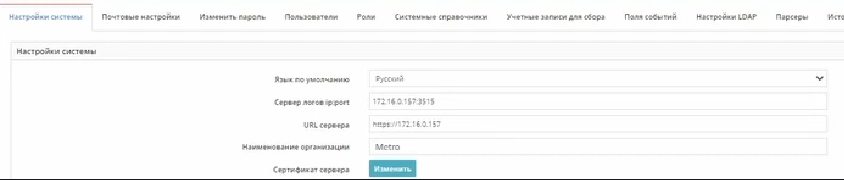 Настройки системы Почтовые настройки Изменить пароль Пользователи Роли Системные справочники Учетные записи для сбора Поля событий Настройки LDAP Парсеры
Настройки системы
Язык по умолчанию Русский
Сервер логов ip:port 172.16.0.157:3515
URL сервера https://172.16.0.157
Наименование организации Metro
Сертификат сервера Изменить